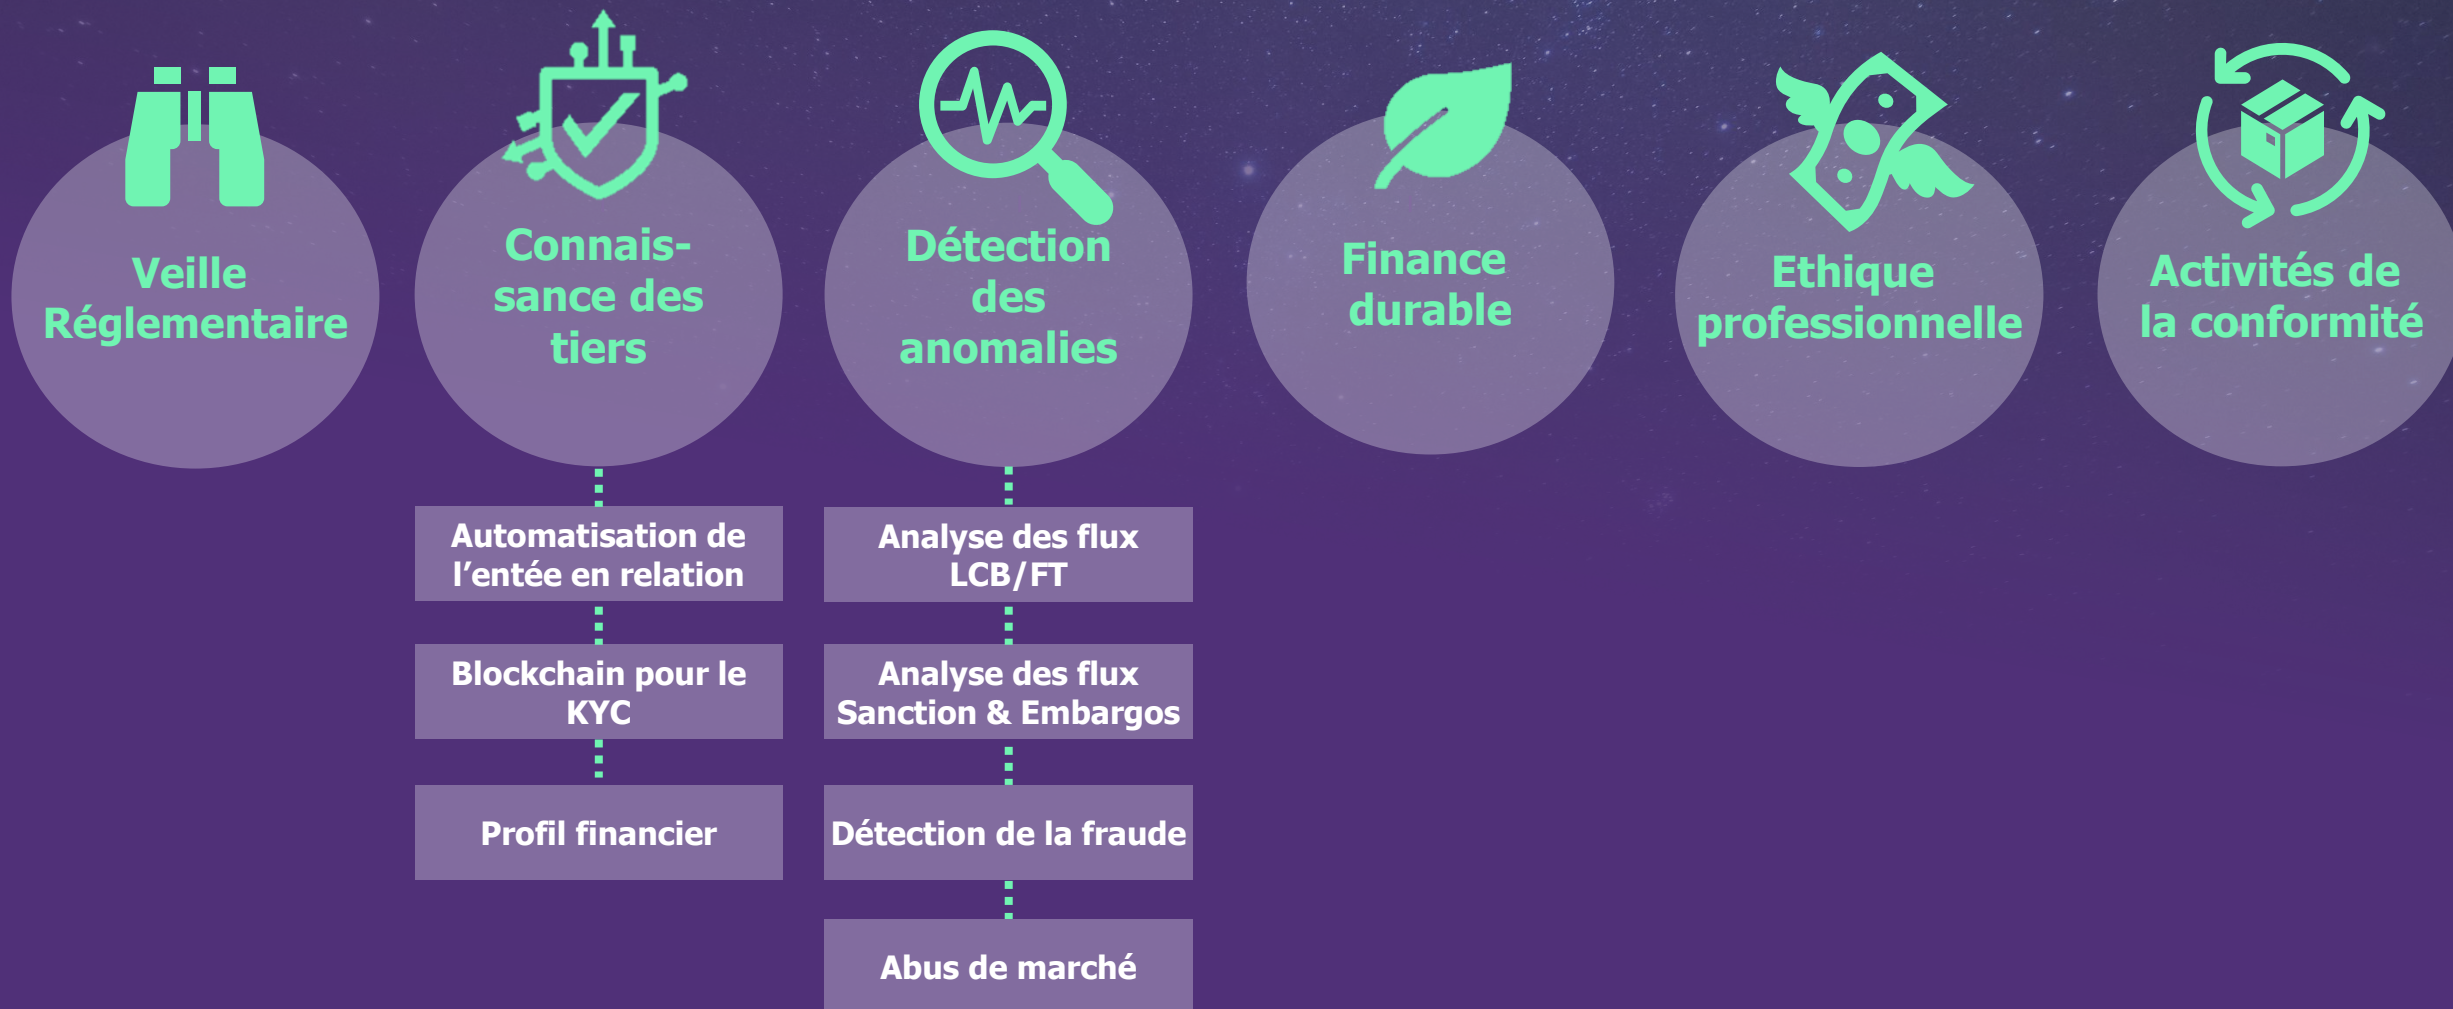 Veille
Réglementaire
Connais-
sance des
tiers
Détection
des
anomalies
Finance
durable
Ethique
professionnelle
Activités de
la conformité
Automatisation de
l’entée en relation
Blockchain pour le
KYC
Profil financier
Analyse des flux
LCB/FT
Analyse des flux
Sanction & Embargos
Détection de la fraude
Abus de marché